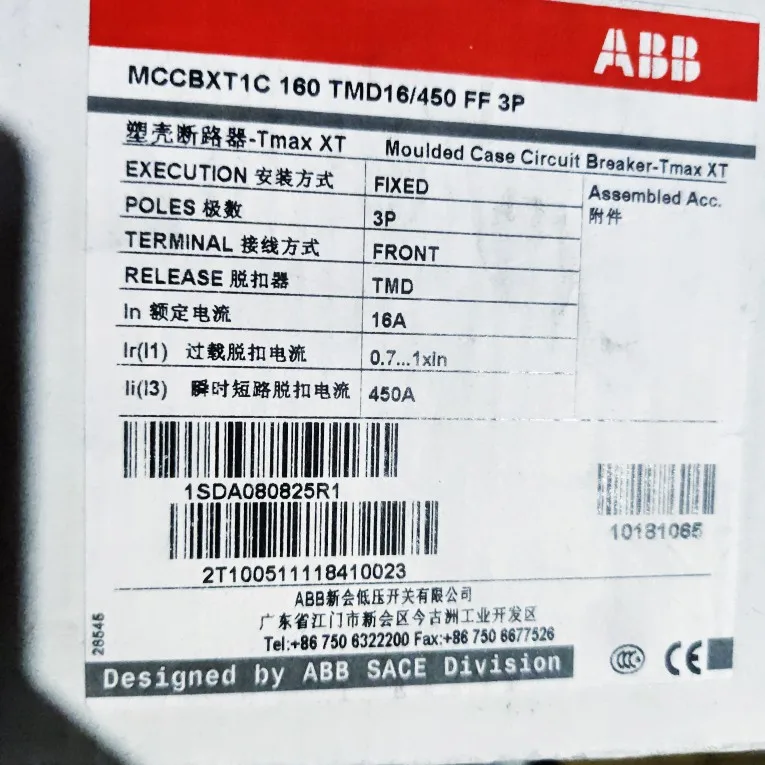 ABB
MCCBXT1C 160 TMD16/450 FF 3P
塑壳断路器-Tmax XT Moulded Case Circuit Breaker-Tmax XT
EXECUTION 安装方式 FIXED Assembled Acc.
POLES 极数 3P 附件
TERMINAL 接线方式 FRONT
RELEASE 脱扣器 TMD
In 额定电流 16A
Ir(I1) 过载脱扣电流 0.7...1xIn
Ii(I3) 瞬时短路脱扣电流 450A
1SDA080825R1
10181065
2T100511118410023
ABB新会低压开关有限公司
广东省江门市新会区今古洲工业开发区
Tel:+86 750 6322200 Fax:+86 750 6677526
26545
Designed by ABB SACE Division
CCC CE